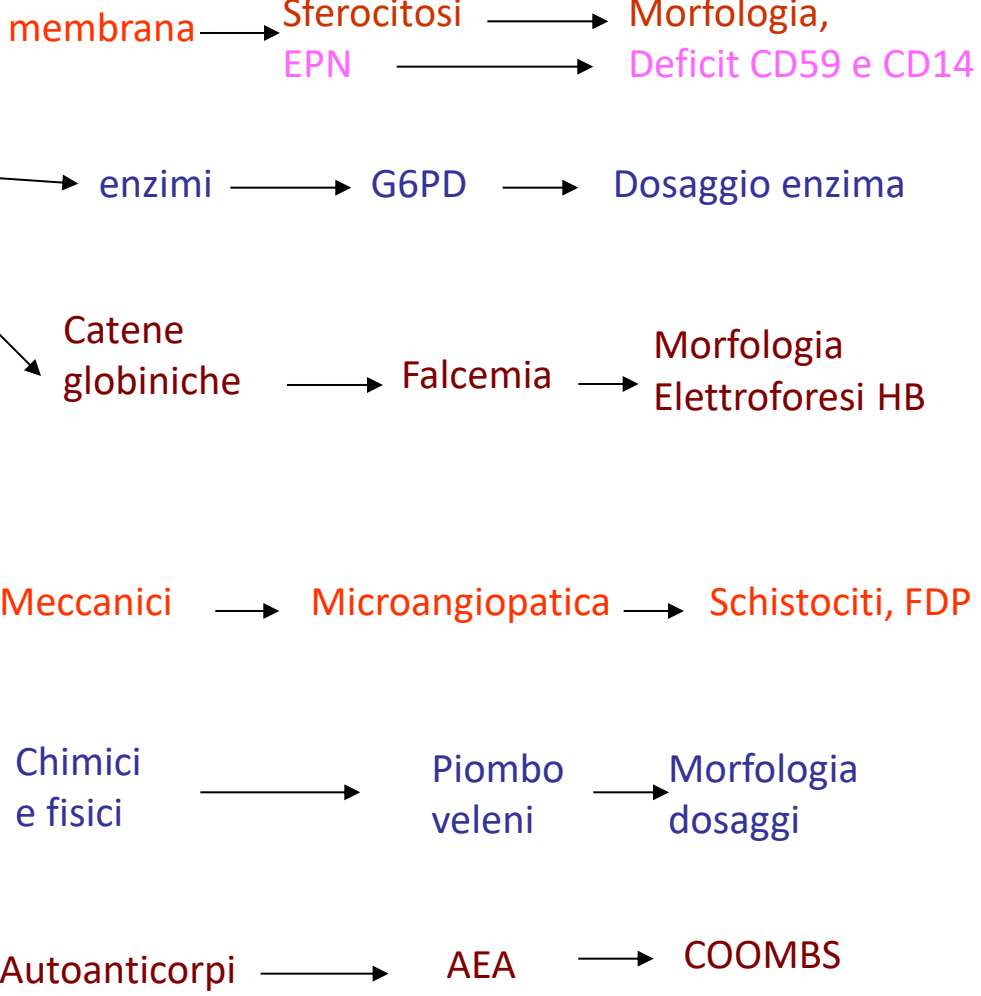 membrana Sferocitosi Morfologia,
EPN Deficit CD59 e CD14
enzimi G6PD Dosaggio enzima
Catene
globiniche
Falcemia
Morfologia
Elettroforesi HB
Meccanici Microangiopatica Schistociti, FDP
Chimici
e fisici
Piombo
veleni
Morfologia
dosaggi
Autoanticorpi AEA COOMBS